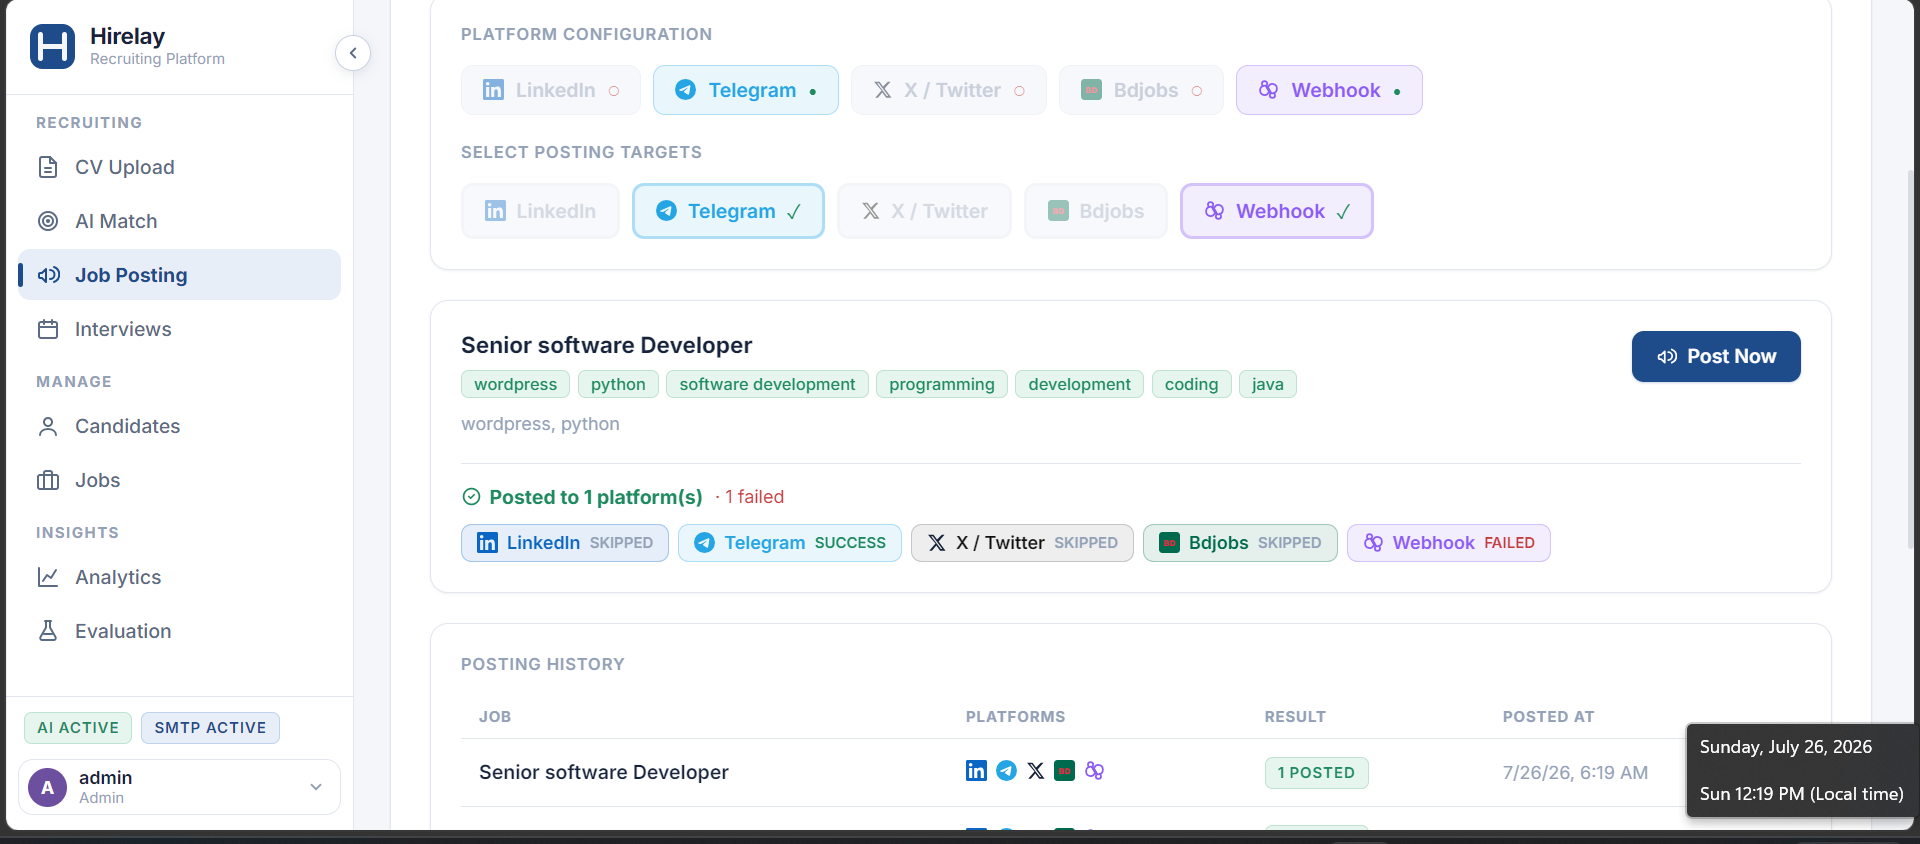 Hirelay
Recruiting Platform
RECRUITING
CV Upload
AI Match
Job Posting
Interviews
MANAGE
Candidates
Jobs
INSIGHTS
Analytics
Evaluation
AI ACTIVE SMTP ACTIVE
A admin
Admin
PLATFORM CONFIGURATION
LinkedIn Telegram X / Twitter Bdjobs Webhook
SELECT POSTING TARGETS
LinkedIn Telegram ✓ X / Twitter Bdjobs Webhook ✓
Senior software Developer
Post Now
wordpress python software development programming development coding java
wordpress, python
Posted to 1 platform(s) · 1 failed
LinkedIn SKIPPED Telegram SUCCESS X / Twitter SKIPPED BD Bdjobs SKIPPED Webhook FAILED
POSTING HISTORY
JOB PLATFORMS RESULT POSTED AT
Senior software Developer 1 POSTED 7/26/26, 6:19 AM
Sunday, July 26, 2026
Sun 12:19 PM (Local time)